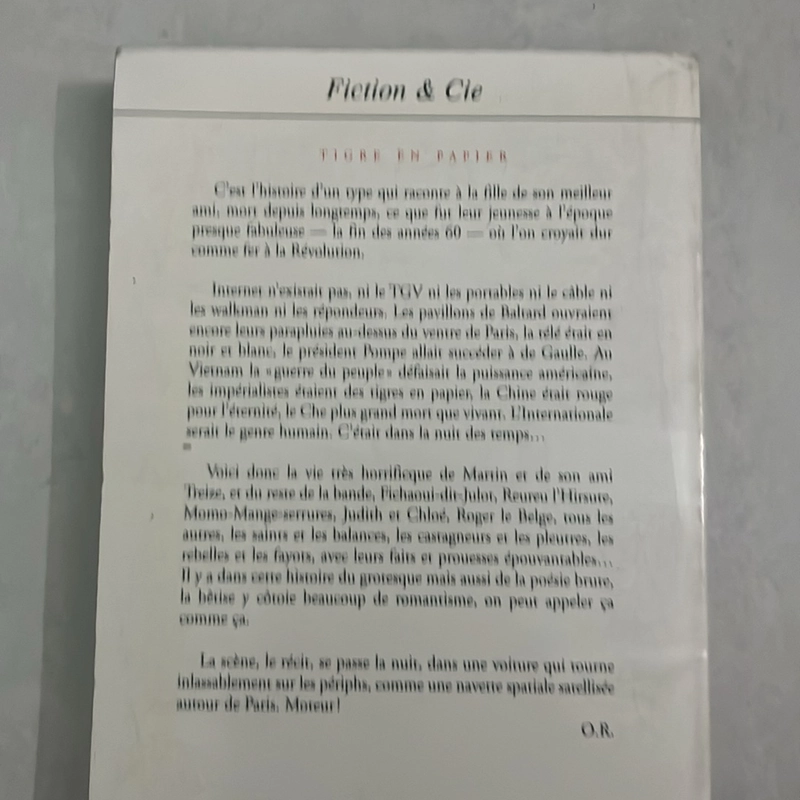 Fiction & Cie
TIGRE EN PAPIER
C'est l'histoire d'un type qui raconte à la fille de son meilleur
ami, mort depuis longtemps, ce que fut leur jeunesse à l'époque
presque fabuleuse — la fin des années 60 — où l'on croyait dur
comme fer à la Révolution.
Internet n'existait pas, ni le TGV ni les portables ni le câble ni
les walkman ni les répondeurs. Les pavillons de Baltard ouvraient
encore leurs parapluies au-dessus du ventre de Paris, la télé était en
noir et blanc, le président Pompe allait succéder à de Gaulle. Au
Vietnam la « guerre du peuple » défaisait la puissance américaine,
les impérialistes étaient des tigres en papier, la Chine était rouge
pour l'éternité, le Che plus grand mort que vivant. L'Internationale
serait le genre humain. C'était dans la nuit des temps...
Voici donc la vie très horrificque de Martin et de son ami
Treize, et du reste de la bande, Fichaoui-dit-Julot, Reureu l'Hirsute,
Momo-Mange-serrures, Judith et Chloé, Roger le Belge, tous les
autres, les saints et les balances, les castagneurs et les pleutres, les
rebelles et les fayots, avec leurs faits et prouesses épouvantables...
Il y a dans cette histoire du grotesque mais aussi de la poésie brute,
la bêtise y côtoie beaucoup de romantisme, on peut appeler ça
comme ça.
La scène, le récit, se passe la nuit, dans une voiture qui tourne
inlassablement sur les périphs, comme une navette spatiale satellisée
autour de Paris. Moteur !
O.R.